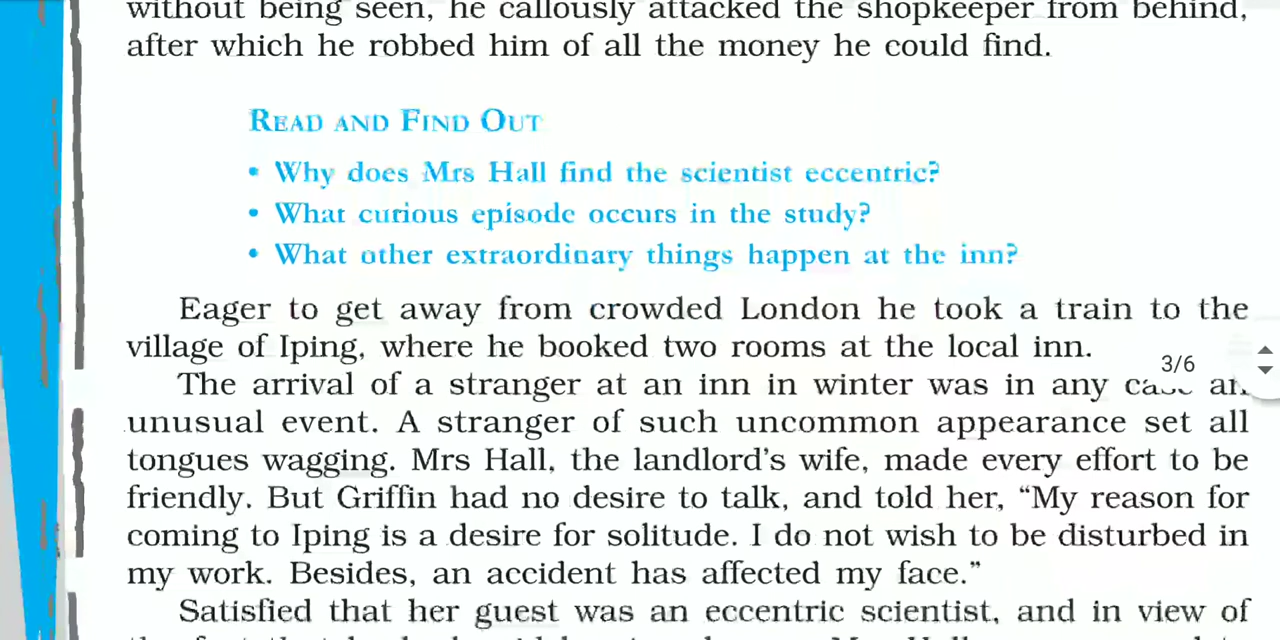 without being seen, he callously attacked the shopkeeper from behind,
after which he robbed him of all the money he could find.
READ AND FIND OUT
• Why does Mrs Hall find the scientist eccentric?
• What curious episode occurs in the study?
• What other extraordinary things happen at the inn?
Eager to get away from crowded London he took a train to the
village of Iping, where he booked two rooms at the local inn.
3/6
The arrival of a stranger at an inn in winter was in any case an
unusual event. A stranger of such uncommon appearance set all
tongues wagging. Mrs Hall, the landlord's wife, made every effort to be
friendly. But Griffin had no desire to talk, and told her, “My reason for
coming to Iping is a desire for solitude. I do not wish to be disturbed in
my work. Besides, an accident has affected my face.”
Satisfied that her guest was an eccentric scientist, and in view of